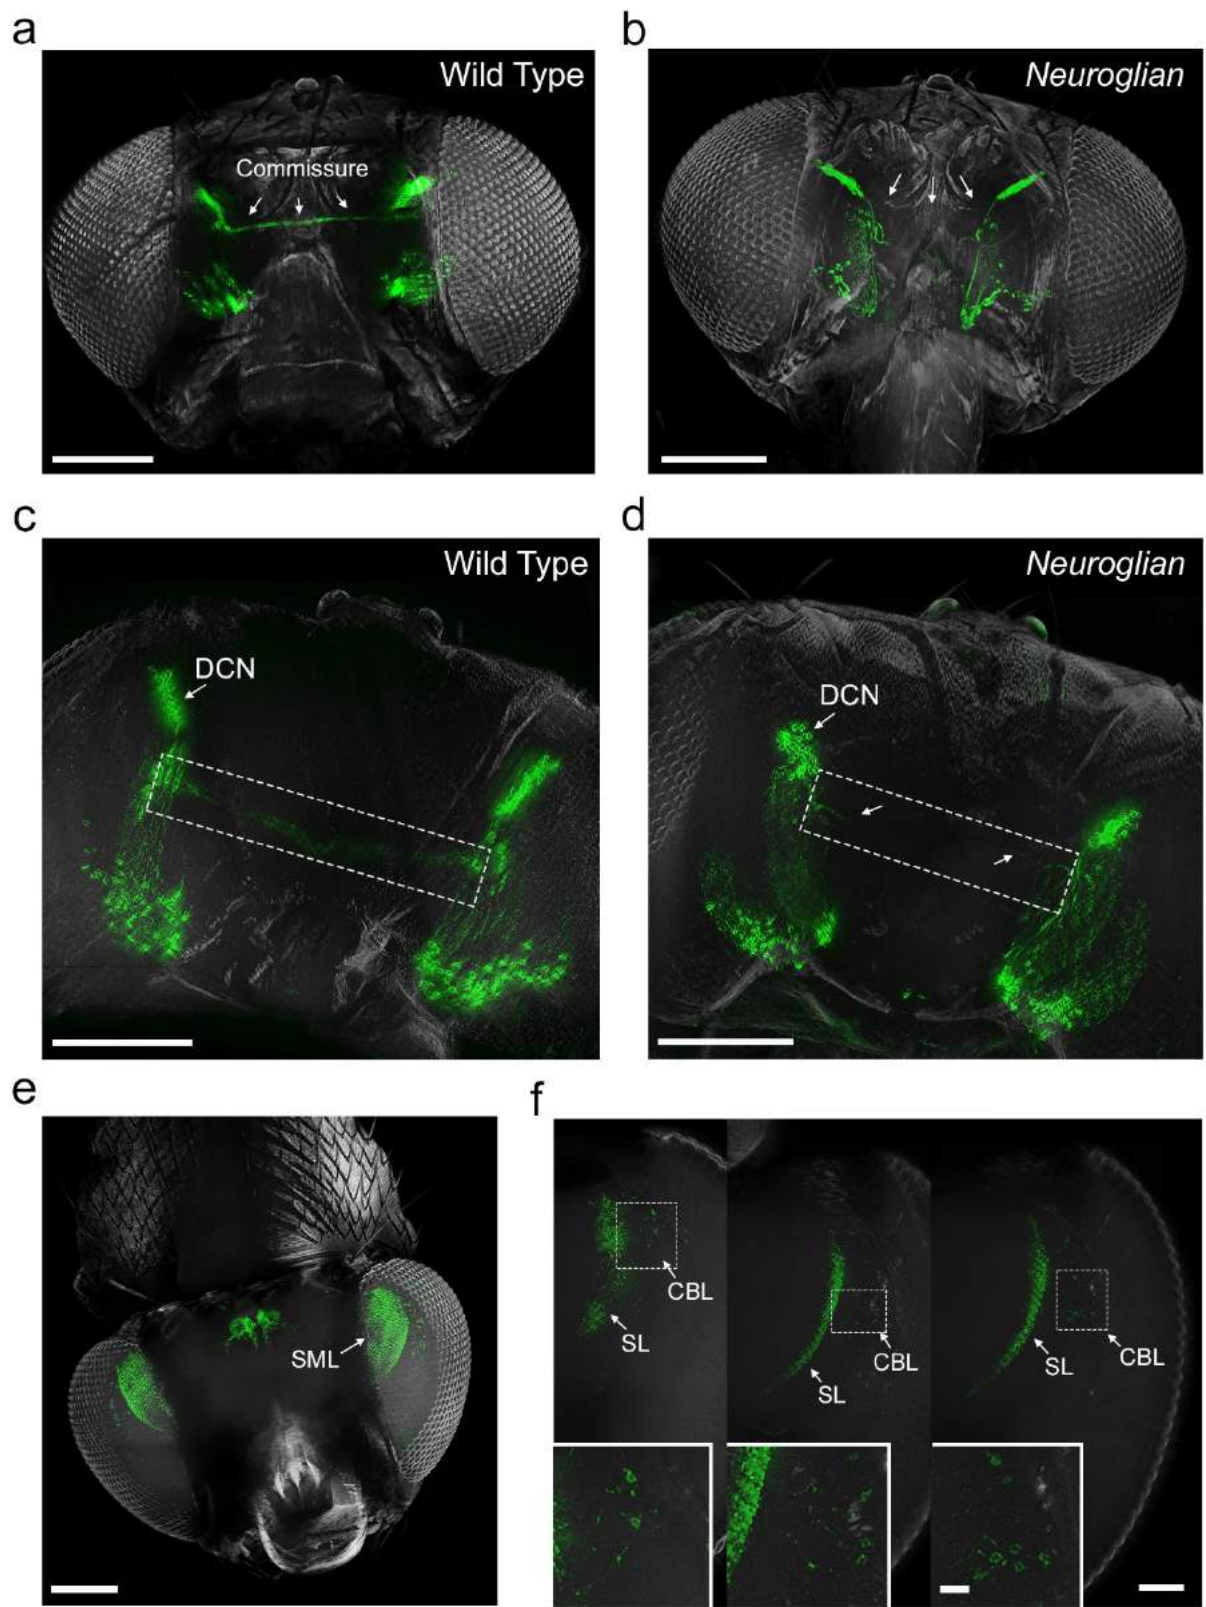 a
Wild Type
Commissure
b
Neuroglian
c
Wild Type
DCN
d
Neuroglian
DCN
e
SML
f
CBL
SL
CBL
SL
CBL
SL